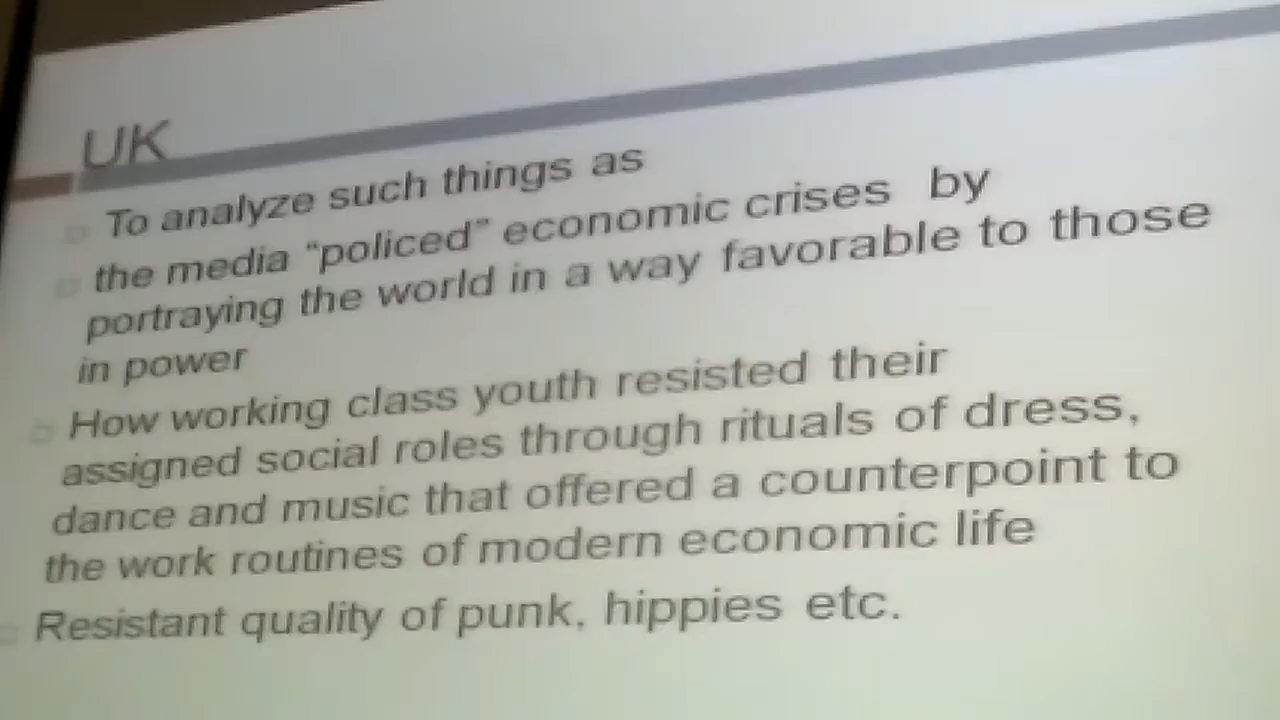 UK
To analyze such things as
the media “policed” economic crises by
portraying the world in a way favorable to those
in power
How working class youth resisted their
assigned social roles through rituals of dress,
dance and music that offered a counterpoint to
the work routines of modern economic life
Resistant quality of punk, hippies etc.